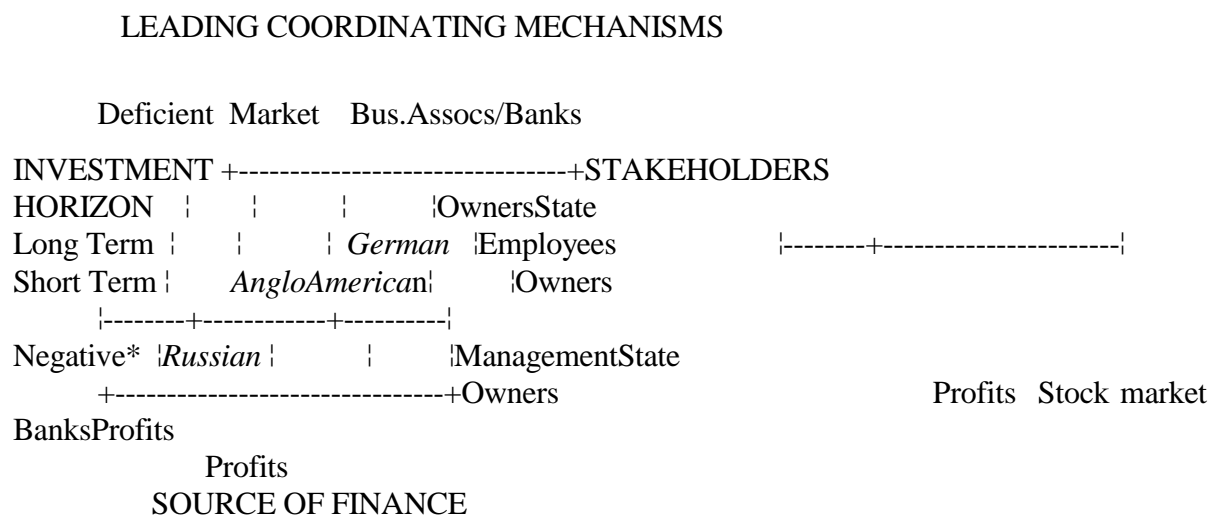 LEADING COORDINATING MECHANISMS
Deficient Market Bus.Assocs/Banks
INVESTMENT +--------------------------------+STAKEHOLDERS
HORIZON ¦ ¦ ¦ ¦OwnersState
Long Term ¦ ¦ ¦ German ¦Employees ¦--------+-----------------------¦
Short Term ¦ AngloAmerican¦ ¦Owners
¦--------+------------+----------¦
Negative* ¦Russian ¦ ¦ ¦ManagementState
+--------------------------------+Owners Profits Stock market
BanksProfits
Profits
SOURCE OF FINANCE